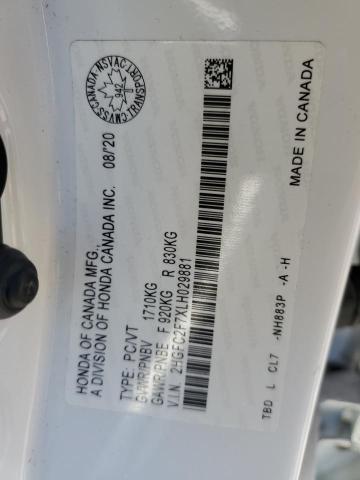 HONDA OF CANADA MFG.,
A DIVISION OF HONDA CANADA INC. 08/'20
TYPE: PC/VT
GVWR/PNBV 1710KG
GAWR/PNBE F 920KG R 830KG
V.I.N. 2HGFC2F7XLH029881
TBD L CL7 -NH883P -A -H
CANADA·NSVAC
942
CMVSS TRANSPORT
MADE IN CANADA